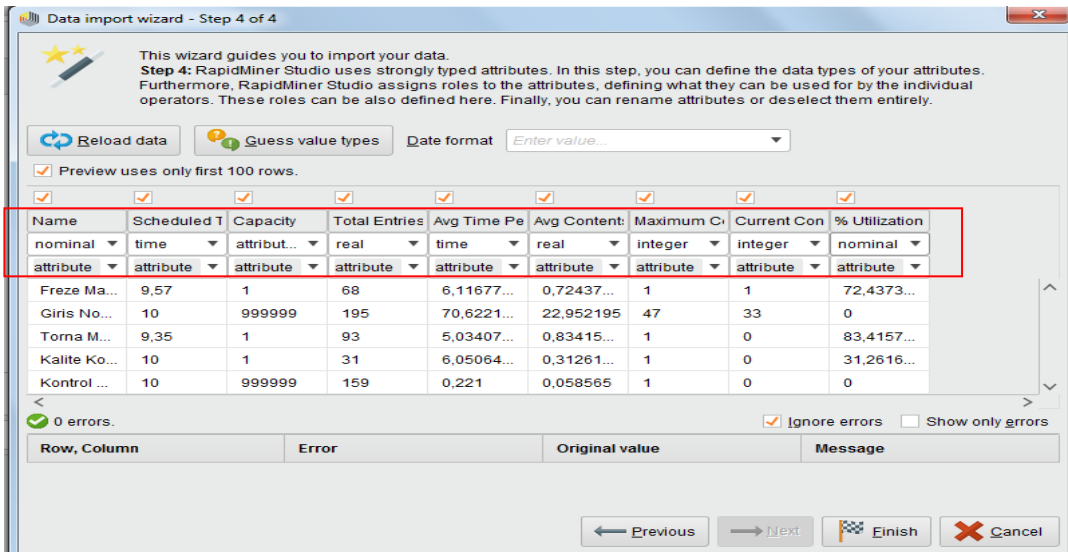 Data import wizard - Step 4 of 4
This wizard guides you to import your data.
Step 4: RapidMiner Studio uses strongly typed attributes. In this step, you can define the data types of your attributes.
Furthermore, RapidMiner Studio assigns roles to the attributes, defining what they can be used for by the individual
operators. These roles can be also defined here. Finally, you can rename attributes or deselect them entirely.
Reload data Guess value types Date format Enter value...
Preview uses only first 100 rows.
Name Scheduled T Capacity Total Entries Avg Time Pe Avg Content Maximum C Current Con % Utilization
nominal time attribut... real time real integer integer nominal
attribute attribute attribute attribute attribute attribute attribute attribute attribute
Freze Ma... 9,57 1 68 6,11677... 0,72437... 1 1 72,4373...
Giris No... 10 999999 195 70,6221... 22,952195 47 33 0
Torna M... 9,35 1 93 5,03407... 0,83415... 1 0 83,4157...
Kalite Ko... 10 1 31 6,05064... 0,31261... 1 0 31,2616...
Kontrol ... 10 999999 159 0,221 0,058565 1 0 0
0 errors. Ignore errors Show only errors
Row, Column Error Original value Message
Previous Next Finish Cancel